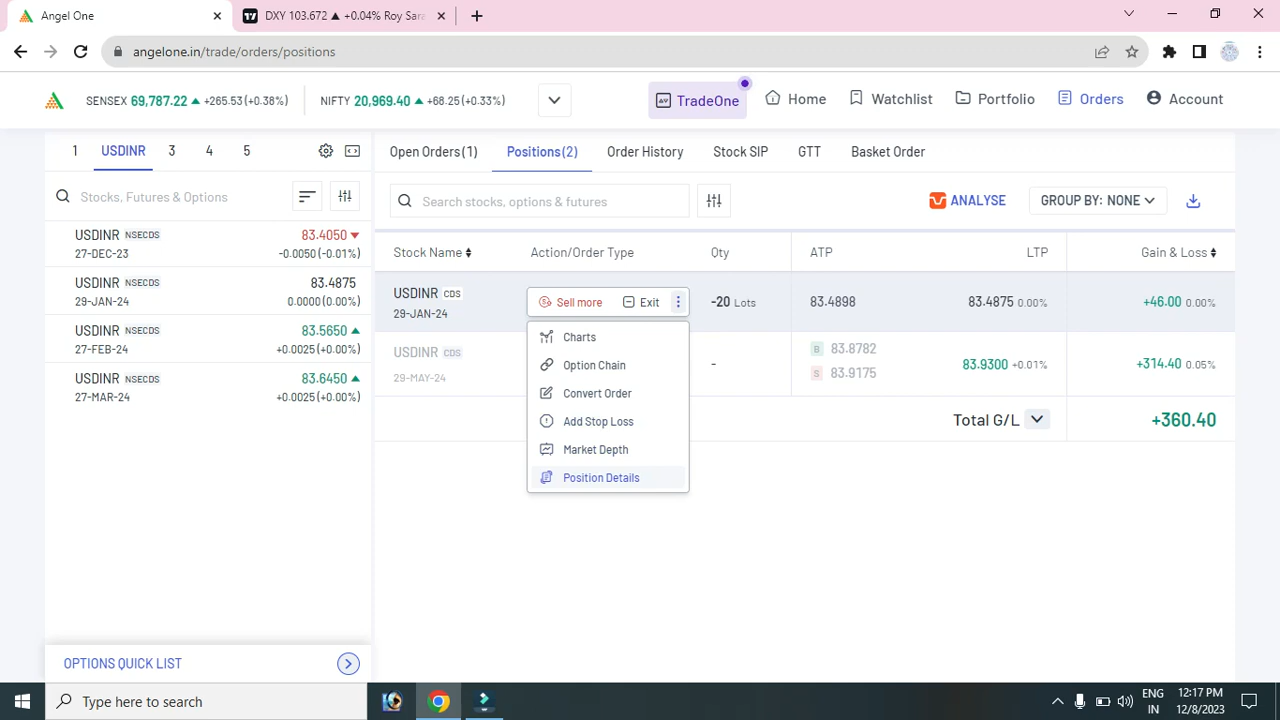 Angel One
DXY 103.672 ▲ +0.04% Roy Sara
angelone.in/trade/orders/positions
SENSEX 69,787.22 ▲ +265.53 (+0.38%)
NIFTY 20,969.40 ▲ +68.25 (+0.33%)
TradeOne
Home
Watchlist
Portfolio
Orders
Account
1 USDINR 3 4 5
Open Orders (1) Positions (2) Order History Stock SIP GTT Basket Order
Stocks, Futures & Options
Search stocks, options & futures
ANALYSE
GROUP BY: NONE
USDINR NSECDS 83.4050 ▼
27-DEC-23 -0.0050 (-0.01%)
USDINR NSECDS 83.4875
29-JAN-24 0.0000 (0.00%)
USDINR NSECDS 83.5650 ▲
27-FEB-24 +0.0025 (+0.00%)
USDINR NSECDS 83.6450 ▲
27-MAR-24 +0.0025 (+0.00%)
Stock Name Action/Order Type Qty ATP LTP Gain & Loss
USDINR CDS
29-JAN-24
Sell more Exit
-20 Lots 83.4898 83.4875 0.00% +46.00 0.00%
Charts
Option Chain
Convert Order
Add Stop Loss
Market Depth
Position Details
USDINR CDS
29-MAY-24
-
B 83.8782
S 83.9175
83.9300 +0.01% +314.40 0.05%
Total G/L +360.40
OPTIONS QUICK LIST
Type here to search
ENG
IN
12:17 PM
12/8/2023